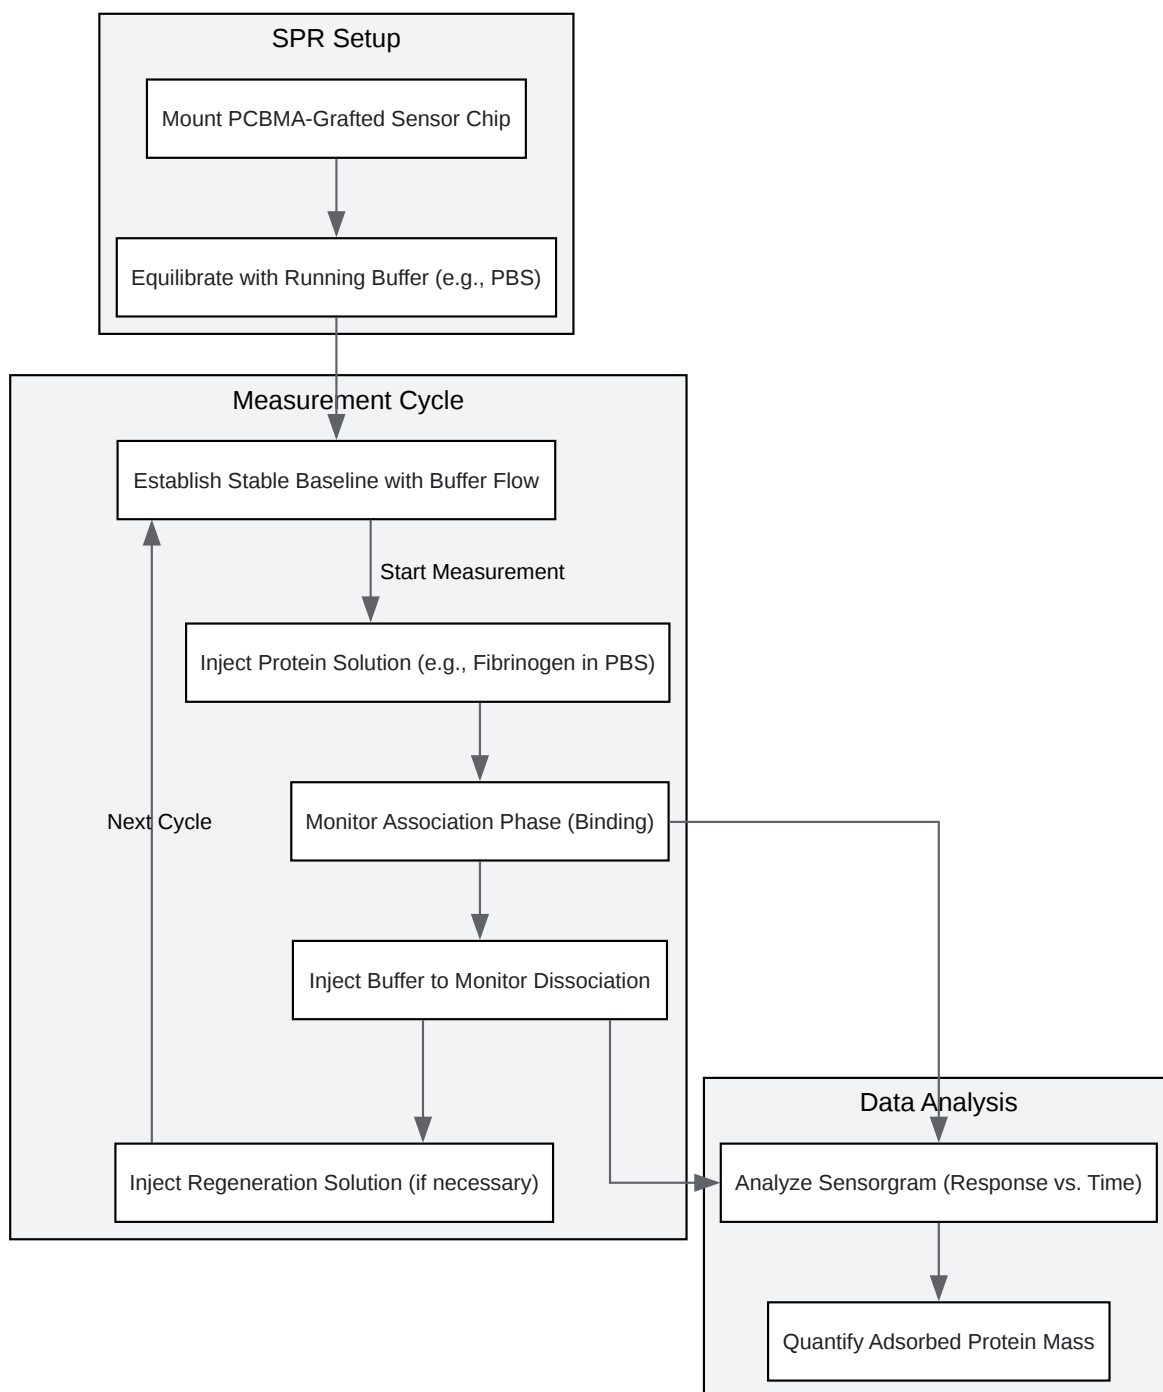 SPR Setup
Mount PCBMA-Grafted Sensor Chip
Equilibrate with Running Buffer (e.g., PBS)
Measurement Cycle
Establish Stable Baseline with Buffer Flow
Start Measurement
Inject Protein Solution (e.g., Fibrinogen in PBS)
Next Cycle
Monitor Association Phase (Binding)
Inject Buffer to Monitor Dissociation
Inject Regeneration Solution (if necessary)
Data Analysis
Analyze Sensorgram (Response vs. Time)
Quantify Adsorbed Protein Mass